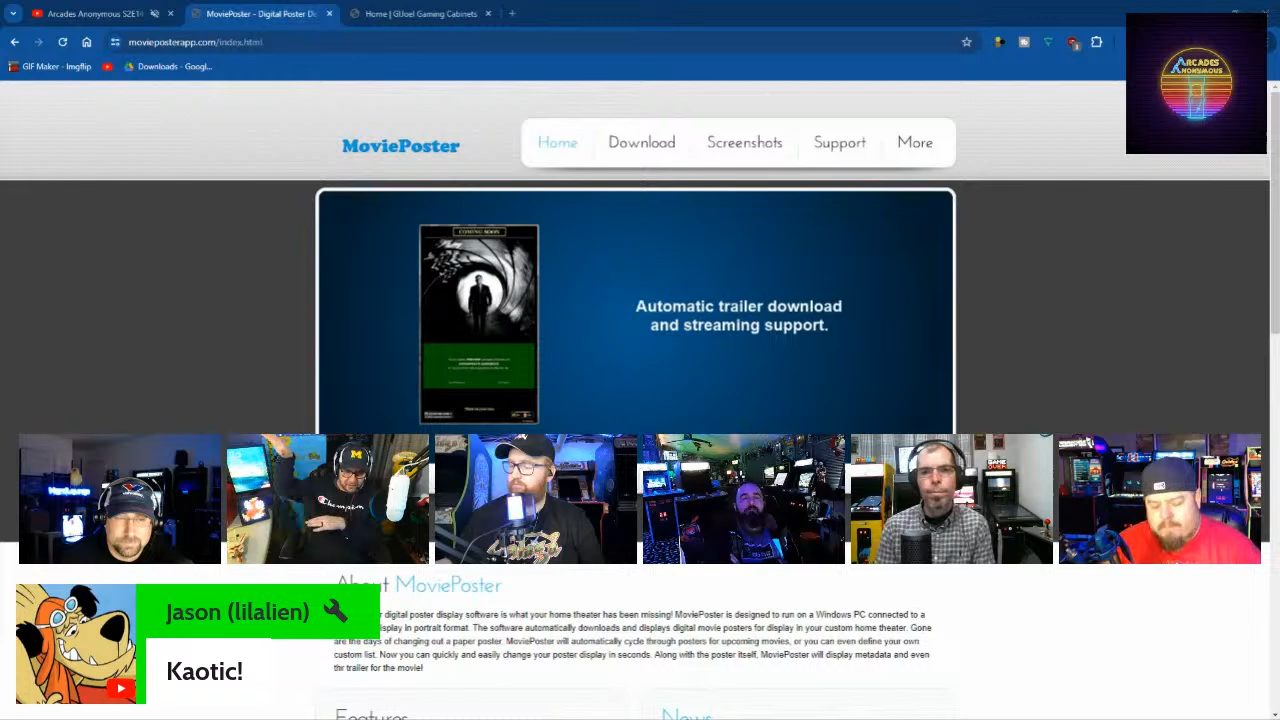 Arcades Anonymous S2E14
MoviePoster - Digital Poster D
Home | GIJoel Gaming Cabinets
movieposterapp.com/index.html
GIF Maker - Imgflip
Downloads - Googl...
ARCADES
ANONYMOUS
MoviePoster
Home
Download
Screenshots
Support
More
COMING SOON
Automatic trailer download
and streaming support.
About MoviePoster
digital poster display software is what your home theater has been missing! MoviePoster is designed to run on a Windows PC connected to a
display in portrait format. The software automatically downloads and displays digital movie posters for display in your custom home theater. Gone
are the days of changing out a paper poster. MoviePoster will automatically cycle through posters for upcoming movies, or you can even define your own
custom list. Now you can quickly and easily change your poster display in seconds. Along with the poster itself, MoviePoster will display metadata and even
thr trailer for the movie!
Features
News
Jason (lilalien)
Kaotic!